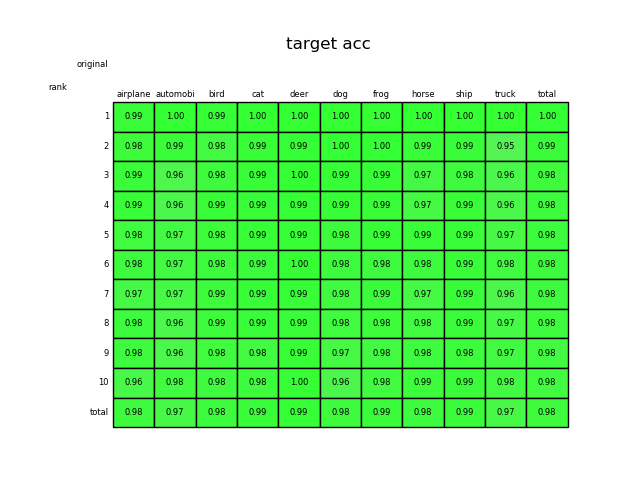 target acc
original
rank
airplane automobi bird cat deer dog frog horse ship truck total
1 0.99 1.00 0.99 1.00 1.00 1.00 1.00 1.00 1.00 1.00 1.00
2 0.98 0.99 0.98 0.99 0.99 1.00 1.00 0.99 0.99 0.95 0.99
3 0.99 0.96 0.98 0.99 1.00 0.99 0.99 0.97 0.98 0.96 0.98
4 0.99 0.96 0.99 0.99 0.99 0.99 0.99 0.97 0.99 0.96 0.98
5 0.98 0.97 0.98 0.99 0.99 0.98 0.99 0.99 0.99 0.97 0.98
6 0.98 0.97 0.98 0.99 1.00 0.98 0.98 0.98 0.99 0.98 0.98
7 0.97 0.97 0.99 0.99 0.99 0.98 0.99 0.97 0.99 0.96 0.98
8 0.98 0.96 0.99 0.99 0.99 0.98 0.98 0.98 0.99 0.97 0.98
9 0.98 0.96 0.98 0.98 0.99 0.97 0.98 0.98 0.98 0.97 0.98
10 0.96 0.98 0.98 0.98 1.00 0.96 0.98 0.99 0.99 0.98 0.98
total 0.98 0.97 0.98 0.99 0.99 0.98 0.99 0.98 0.99 0.97 0.98